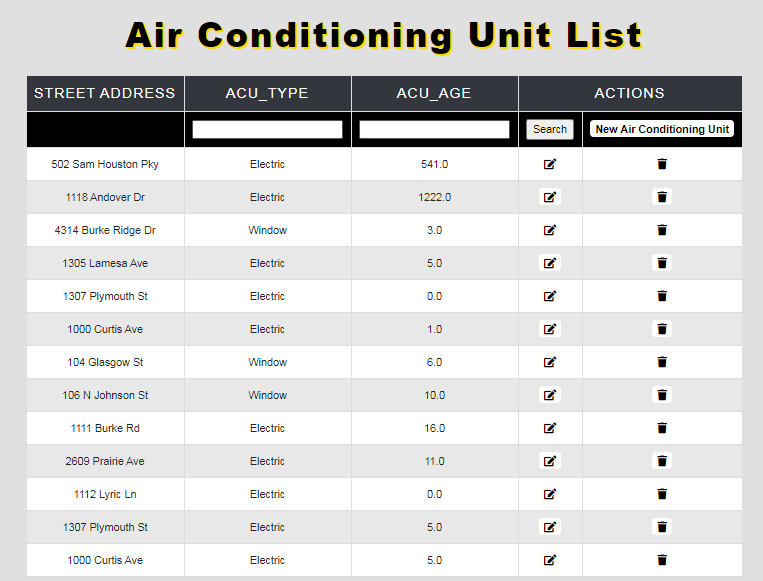 Air Conditioning Unit List
STREET ADDRESS ACU_TYPE ACU_AGE ACTIONS
Search New Air Conditioning Unit
502 Sam Houston Pky Electric 541.0
1118 Andover Dr Electric 1222.0
4314 Burke Ridge Dr Window 3.0
1305 Lamesa Ave Electric 5.0
1307 Plymouth St Electric 0.0
1000 Curtis Ave Electric 1.0
104 Glasgow St Window 6.0
106 N Johnson St Window 10.0
1111 Burke Rd Electric 16.0
2609 Prairie Ave Electric 11.0
1112 Lyric Ln Electric 0.0
1307 Plymouth St Electric 5.0
1000 Curtis Ave Electric 5.0